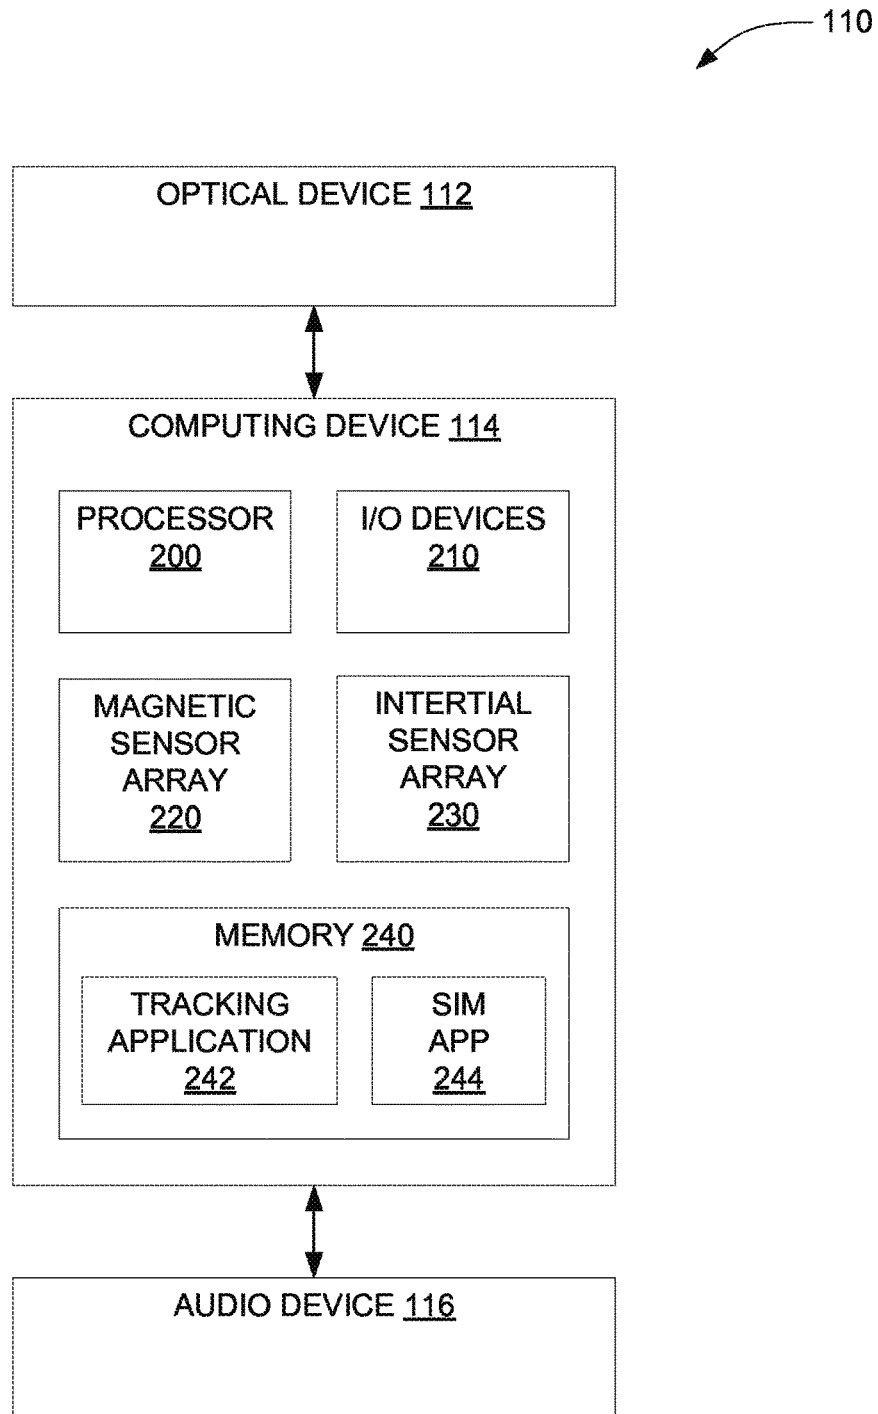 110
OPTICAL DEVICE 112
COMPUTING DEVICE 114
PROCESSOR
200
I/O DEVICES
210
MAGNETIC
SENSOR
ARRAY
220
INTERTIAL
SENSOR
ARRAY
230
MEMORY 240
TRACKING
APPLICATION
242
SIM
APP
244
AUDIO DEVICE 116